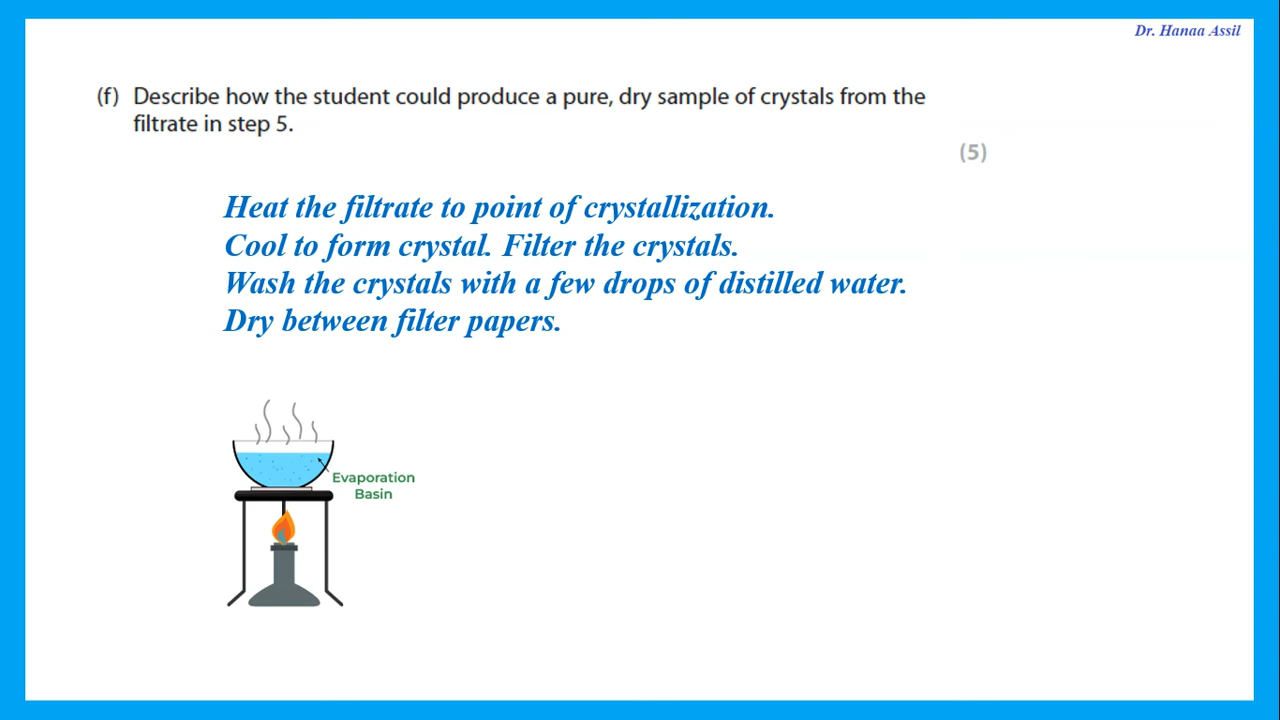 Dr. Hanaa Assil
(f) Describe how the student could produce a pure, dry sample of crystals from the
filtrate in step 5.
(5)
Heat the filtrate to point of crystallization.
Cool to form crystal. Filter the crystals.
Wash the crystals with a few drops of distilled water.
Dry between filter papers.
Evaporation
Basin